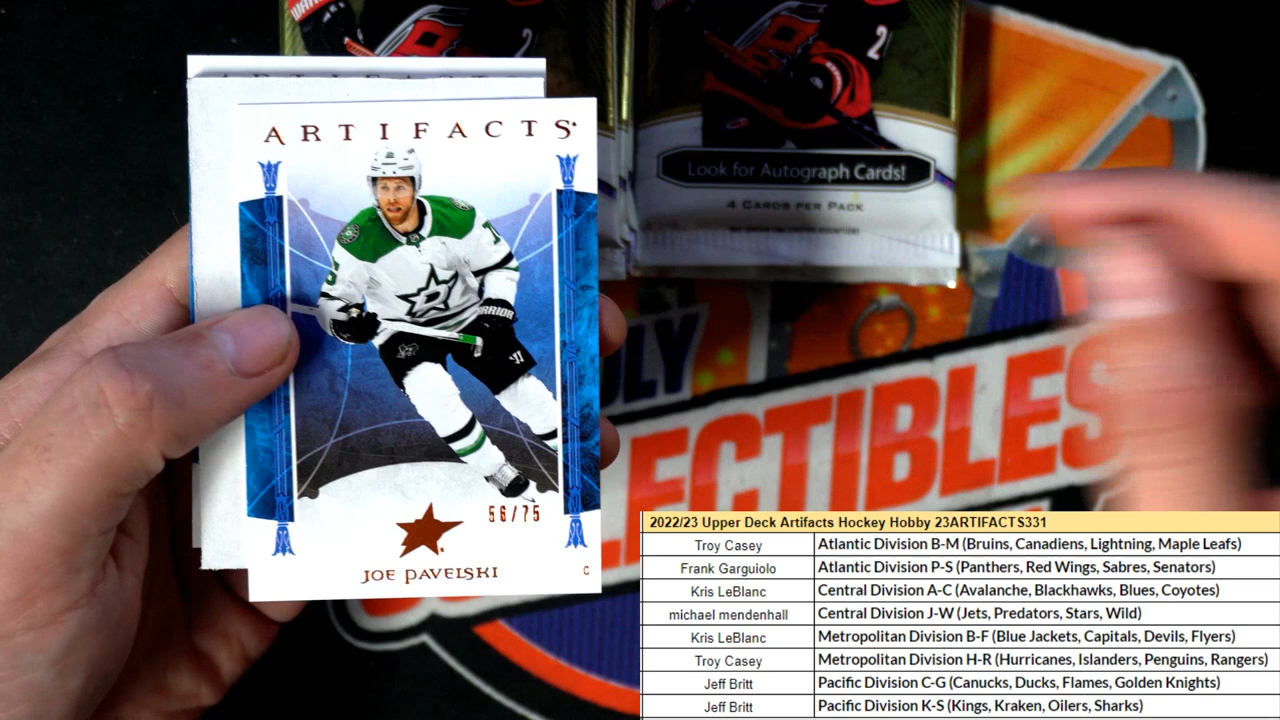 ARTIFACTS
2
2
ARTIFACTS
Look for Autograph Cards!
4 CARDS PER PACK
WARRIOR
56/75
JOE PAVELSKI
C
ECTIBLES
2022/23 Upper Deck Artifacts Hockey Hobby 23ARTIFACTS331
Troy Casey Atlantic Division B-M (Bruins, Canadiens, Lightning, Maple Leafs)
Frank Garguiolo Atlantic Division P-S (Panthers, Red Wings, Sabres, Senators)
Kris LeBlanc Central Division A-C (Avalanche, Blackhawks, Blues, Coyotes)
michael mendenhall Central Division J-W (Jets, Predators, Stars, Wild)
Kris LeBlanc Metropolitan Division B-F (Blue Jackets, Capitals, Devils, Flyers)
Troy Casey Metropolitan Division H-R (Hurricanes, Islanders, Penguins, Rangers)
Jeff Britt Pacific Division C-G (Canucks, Ducks, Flames, Golden Knights)
Jeff Britt Pacific Division K-S (Kings, Kraken, Oilers, Sharks)